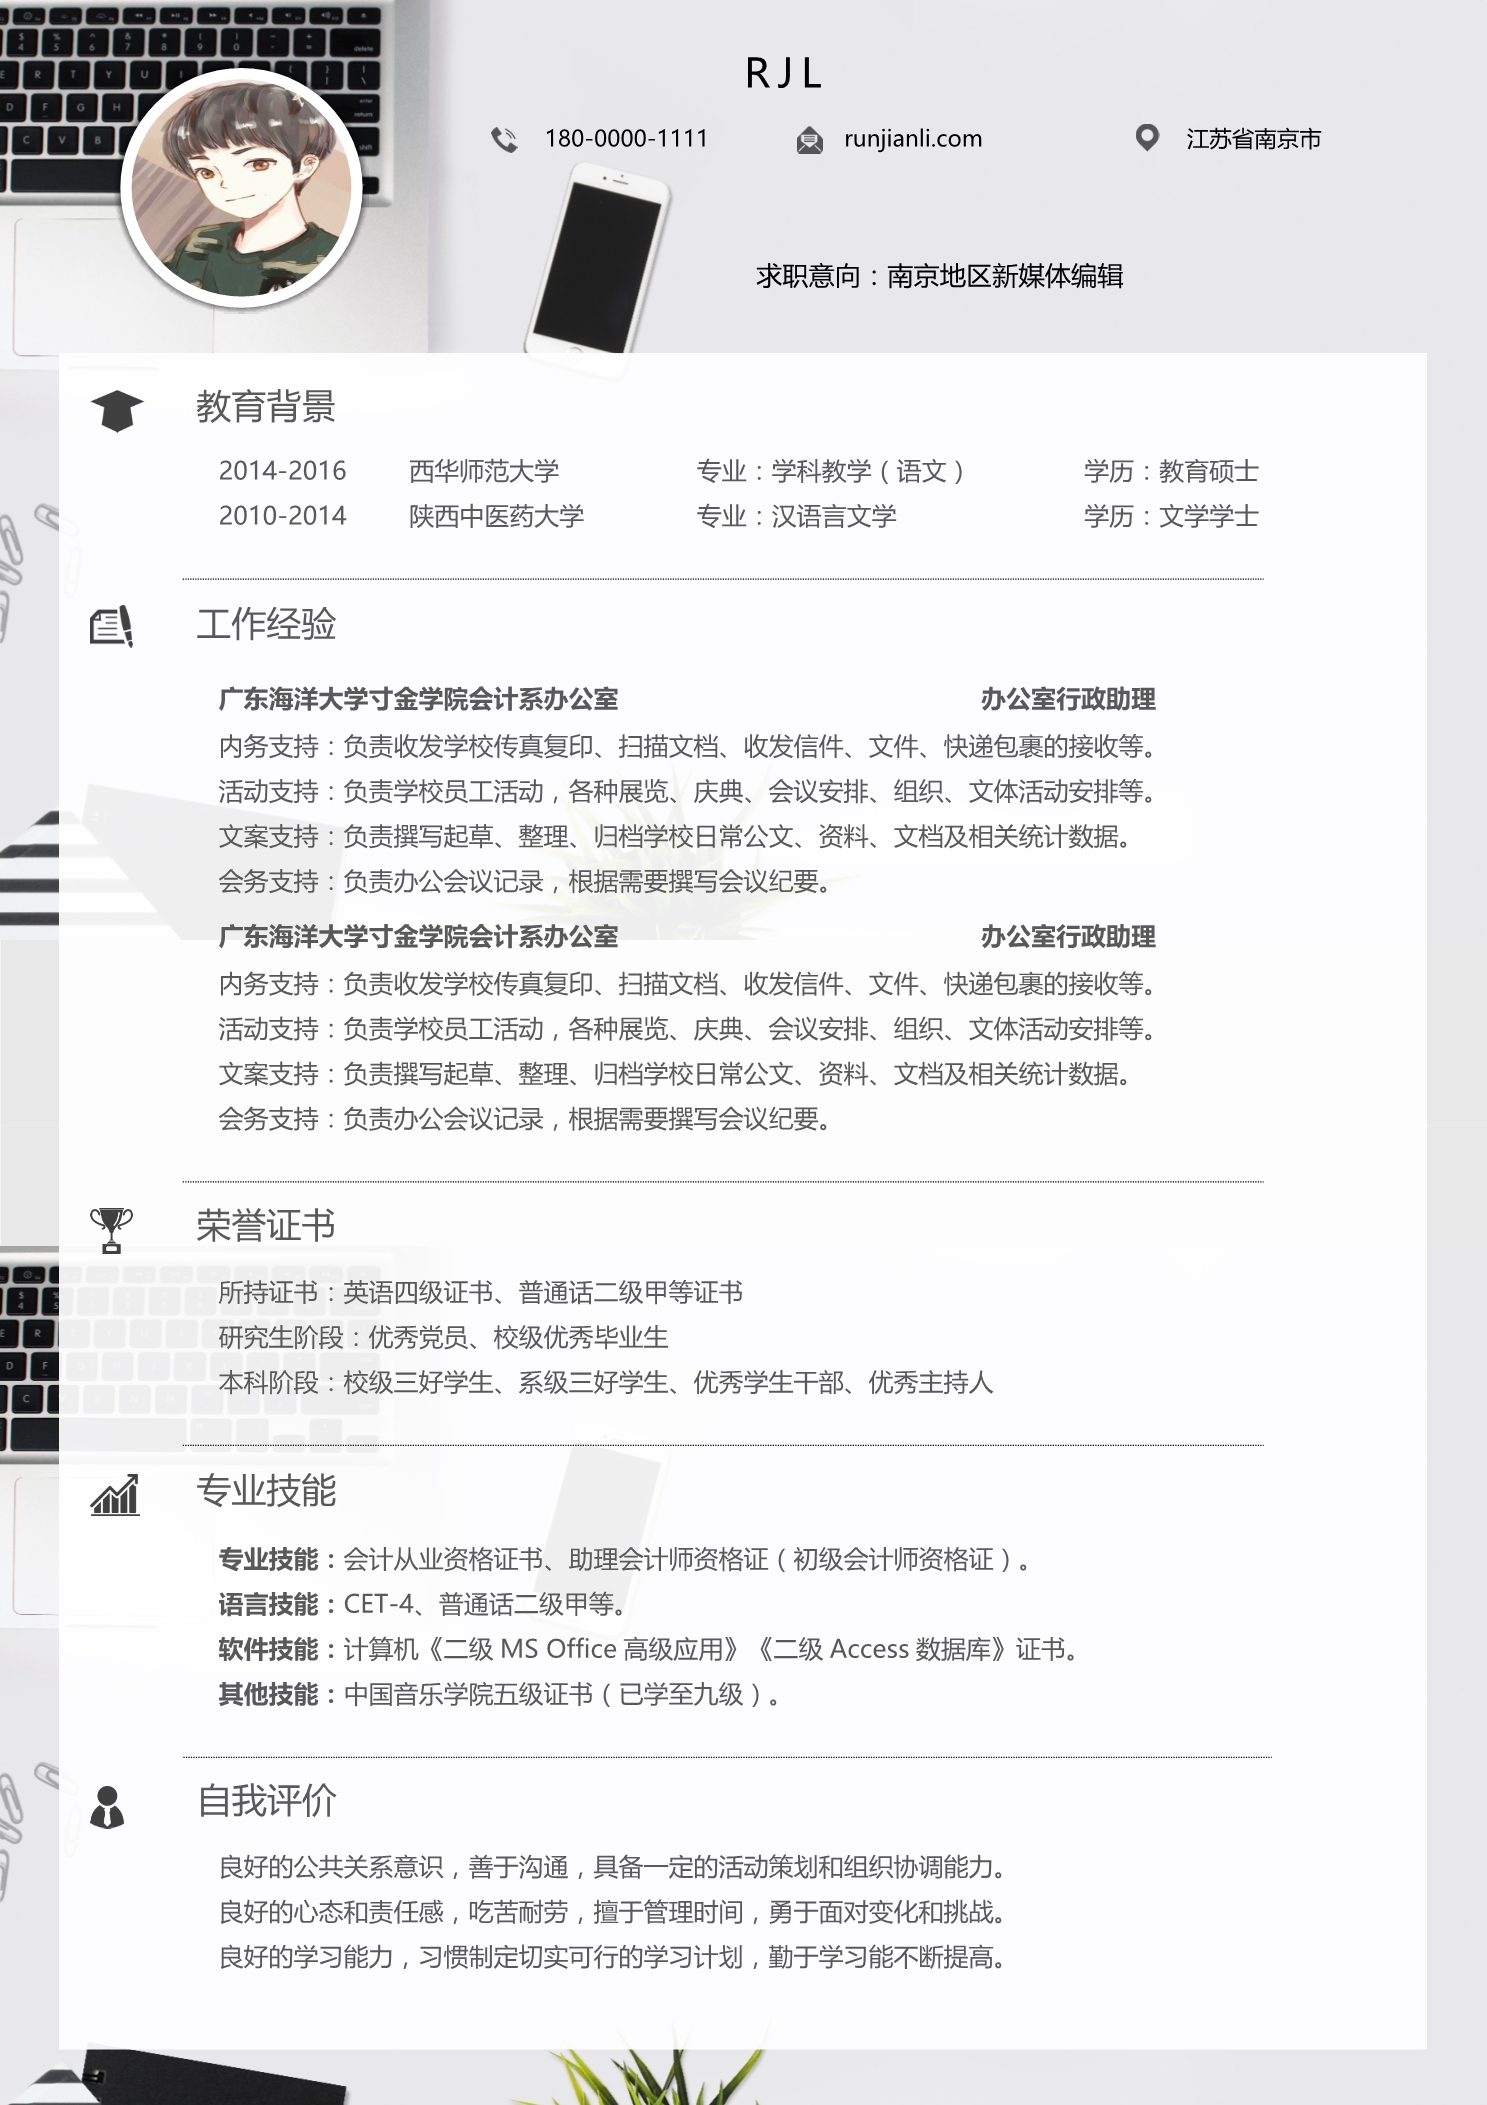 RJL
180-0000-1111 runjianli.com 江苏省南京市
求职意向：南京地区新媒体编辑
教育背景
2014-2016 西华师范大学 专业：学科教学（语文） 学历：教育硕士
2010-2014 陕西中医药大学 专业：汉语言文学 学历：文学学士
工作经验
广东海洋大学寸金学院会计系办公室 办公室行政助理
内务支持：负责收发学校传真复印、扫描文档、收发信件、文件、快递包裹的接收等。
活动支持：负责学校员工活动，各种展览、庆典、会议安排、组织、文体活动安排等。
文案支持：负责撰写起草、整理、归档学校日常公文、资料、文档及相关统计数据。
会务支持：负责办公会议记录，根据需要撰写会议纪要。
广东海洋大学寸金学院会计系办公室 办公室行政助理
内务支持：负责收发学校传真复印、扫描文档、收发信件、文件、快递包裹的接收等。
活动支持：负责学校员工活动，各种展览、庆典、会议安排、组织、文体活动安排等。
文案支持：负责撰写起草、整理、归档学校日常公文、资料、文档及相关统计数据。
会务支持：负责办公会议记录，根据需要撰写会议纪要。
荣誉证书
所持证书：英语四级证书、普通话二级甲等证书
研究生阶段：优秀党员、校级优秀毕业生
本科阶段：校级三好学生、系级三好学生、优秀学生干部、优秀主持人
专业技能
专业技能：会计从业资格证书、助理会计师资格证（初级会计师资格证）。
语言技能：CET-4、普通话二级甲等。
软件技能：计算机《二级 MS Office 高级应用》《二级 Access 数据库》证书。
其他技能：中国音乐学院五级证书（已学至九级）。
自我评价
良好的公共关系意识，善于沟通，具备一定的活动策划和组织协调能力。
良好的心态和责任感，吃苦耐劳，擅于管理时间，勇于面对变化和挑战。
良好的学习能力，习惯制定切实可行的学习计划，勤于学习能不断提高。